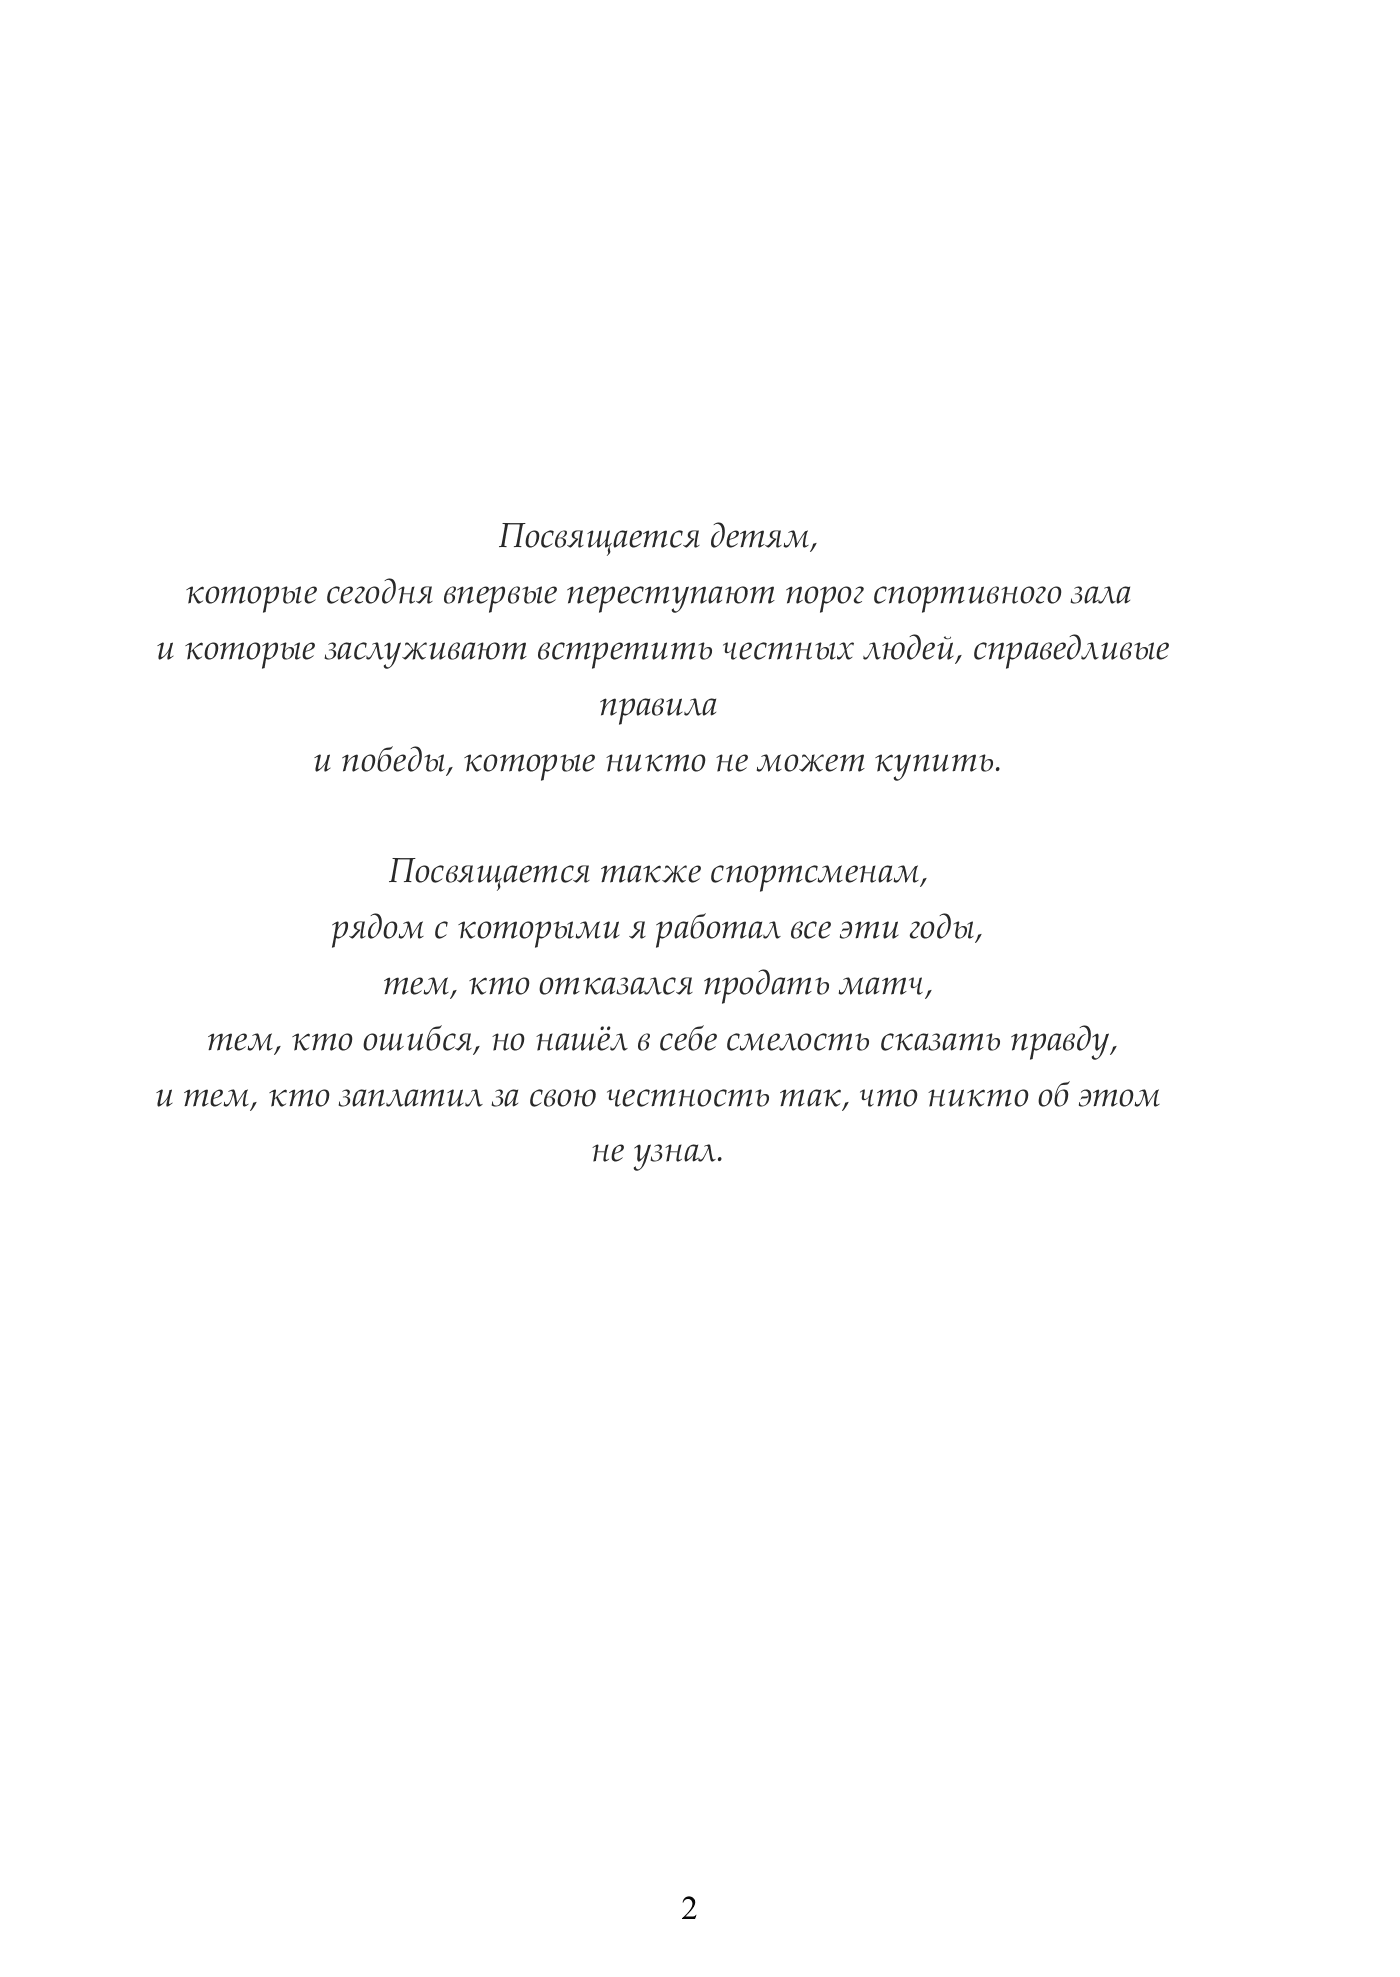 Посвящается детям,
которые сегодня впервые переступают порог спортивного зала
и которые заслуживают встретить честных людей, справедливые
правила
и победы, которые никто не может купить.
Посвящается также спортсменам,
рядом с которыми я работал все эти годы,
тем, кто отказался продать матч,
тем, кто ошибся, но нашёл в себе смелость сказать правду,
и тем, кто заплатил за свою честность так, что никто об этом
не узнал.
2